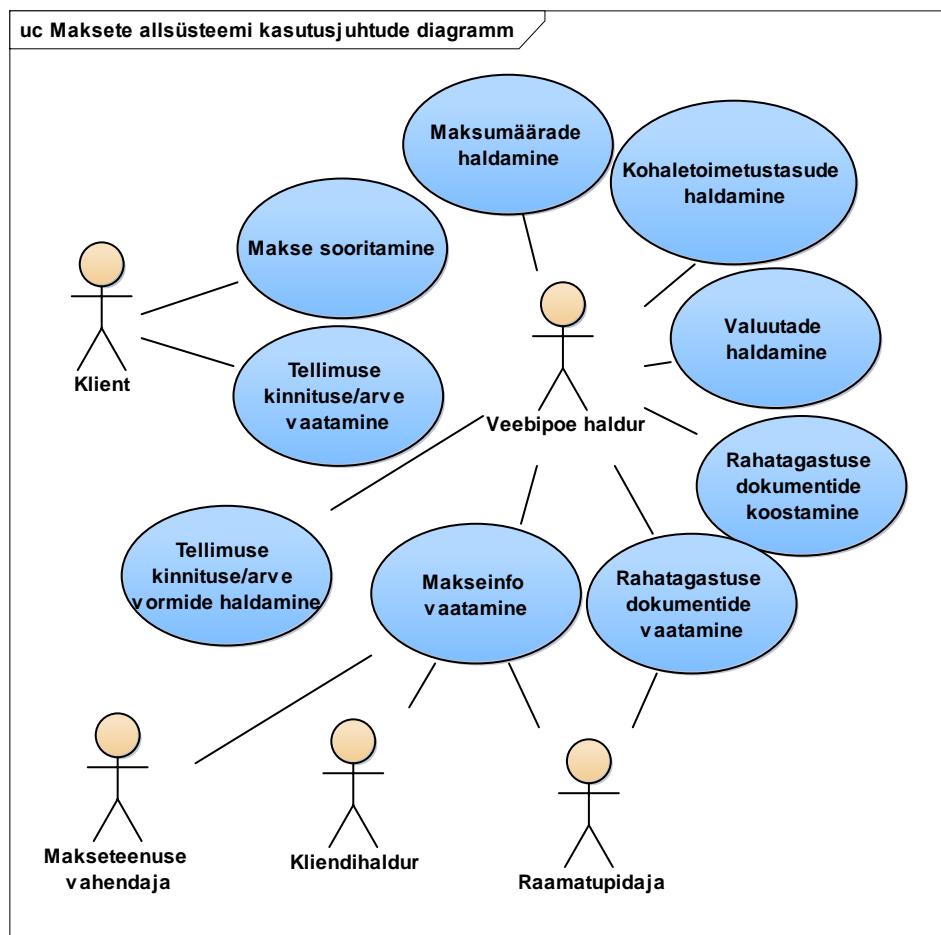 uc Maksete allsüsteemi kasutusjuhtude diagramm
Maksumäärade
haldamine
Kohaletoimetustasude
haldamine
Makse sooritamine
Klient
Valuutade
haldamine
Tellimuse
kinnituse/arve
vaatamine
Veebipoe haldur
Rahatagastuse
dokumentide
koostamine
Tellimuse
kinnituse/arve
vormide haldamine
Makseinfo
vaatamine
Rahatagastuse
dokumentide
vaatamine
Makseteenuse
vahendaja
Kliendihaldur
Raamatupidaja